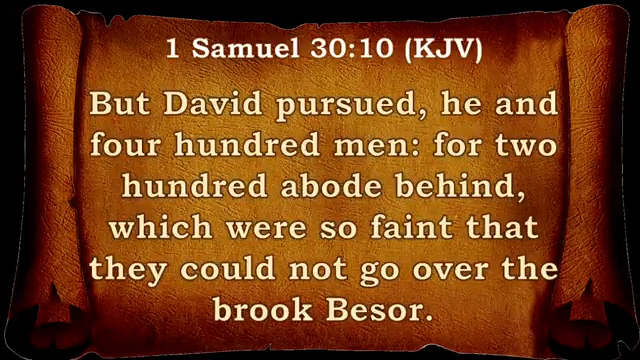 1 Samuel 30:10 (KJV)
But David pursued, he and
four hundred men: for two
hundred abode behind,
which were so faint that
they could not go over the
brook Besor.